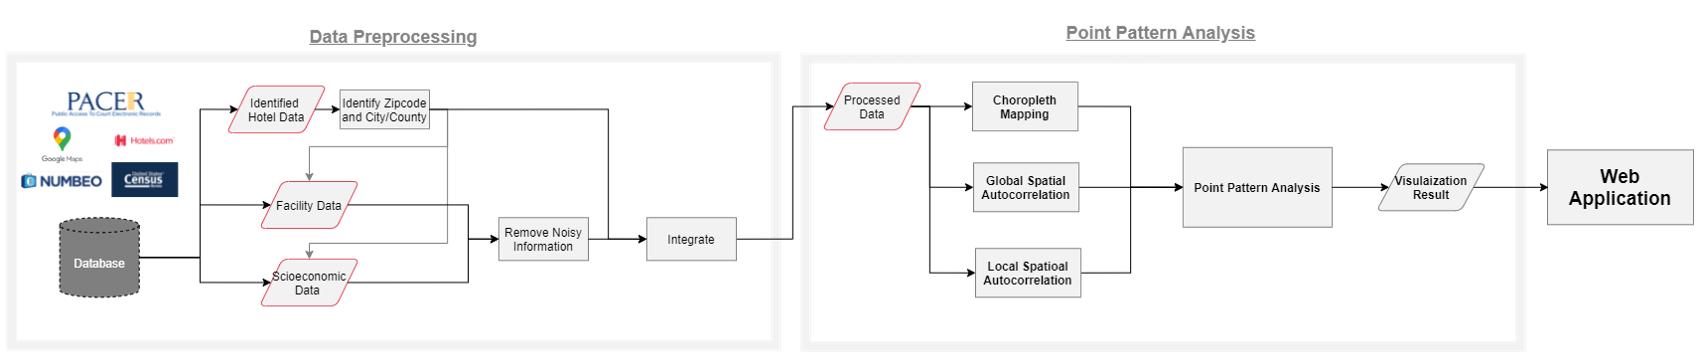 Data Preprocessing
PACER
Public Access To Court Electronic Records
Google Maps
Hotels.com
NUMBEO
United States
Census
Bureau
Database
Identified
Hotel Data
Identify Zipcode
and City/County
Facility Data
Scioeconomic
Data
Remove Noisy
Information
Integrate
Point Pattern Analysis
Processed
Data
Choropleth
Mapping
Global Spatial
Autocorrelation
Local Spatioal
Autocorrelation
Point Pattern Analysis
Visulaization
Result
Web
Application